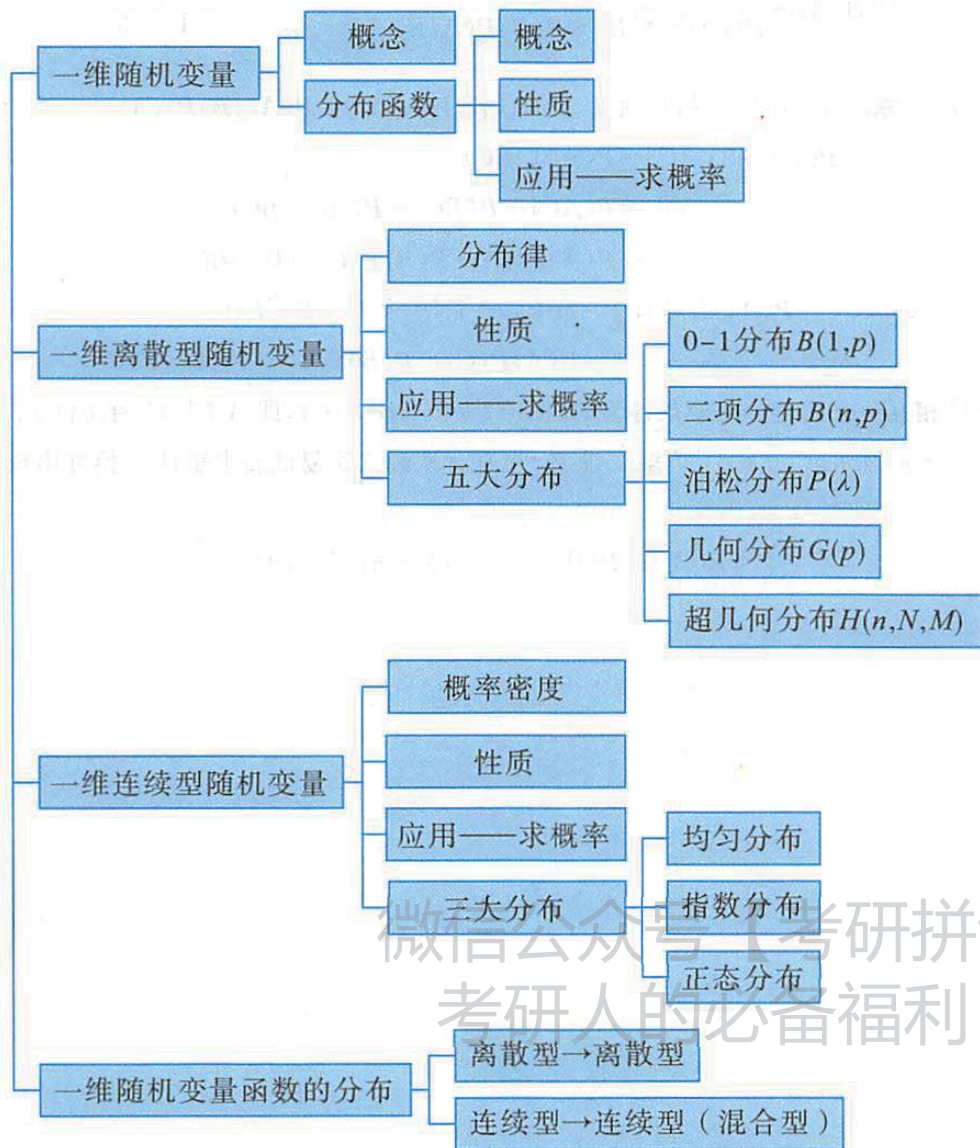 一维随机变量
概念
分布函数
概念
性质
应用——求概率
一维离散型随机变量
分布律
性质
应用——求概率
五大分布
0-1分布B(1,p)
二项分布B(n,p)
泊松分布P(λ)
几何分布G(p)
超几何分布H(n,N,M)
一维连续型随机变量
概率密度
性质
应用——求概率
三大分布
均匀分布
指数分布
正态分布
微信公众号【考研拼
考研人的必备福利
一维随机变量函数的分布
离散型→离散型
连续型→连续型（混合型）